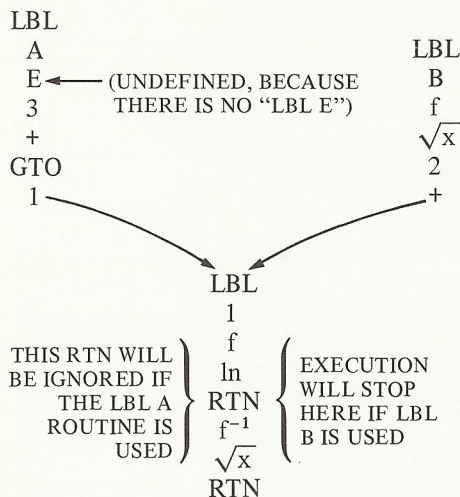 LBL
A
E
3
+
GTO
1
(UNDEFINED, BECAUSE
THERE IS NO “LBL E”)
LBL
B
f
√x
2
+
LBL
1
f
ln
RTN
f⁻¹
√x
RTN
THIS RTN WILL
BE IGNORED IF
THE LBL A
ROUTINE IS
USED
EXECUTION
WILL STOP
HERE IF LBL
B IS USED